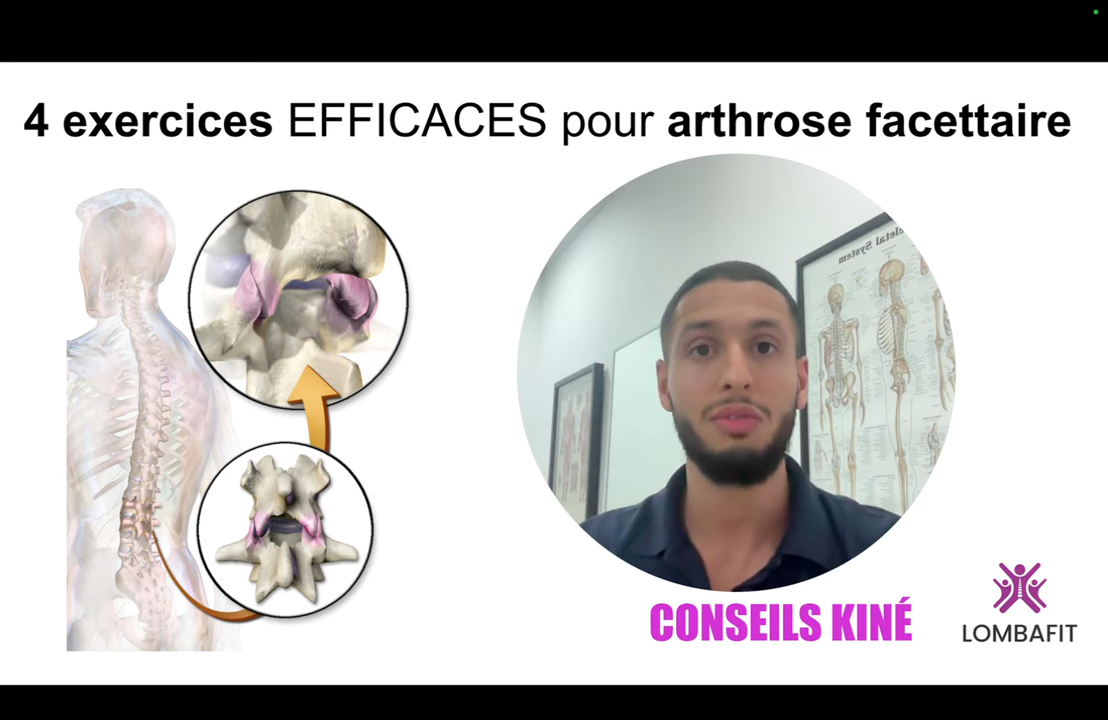 4 exercices EFFICACES pour arthrose facettaire
CONSEILS KINÉ
LOMBAFIT